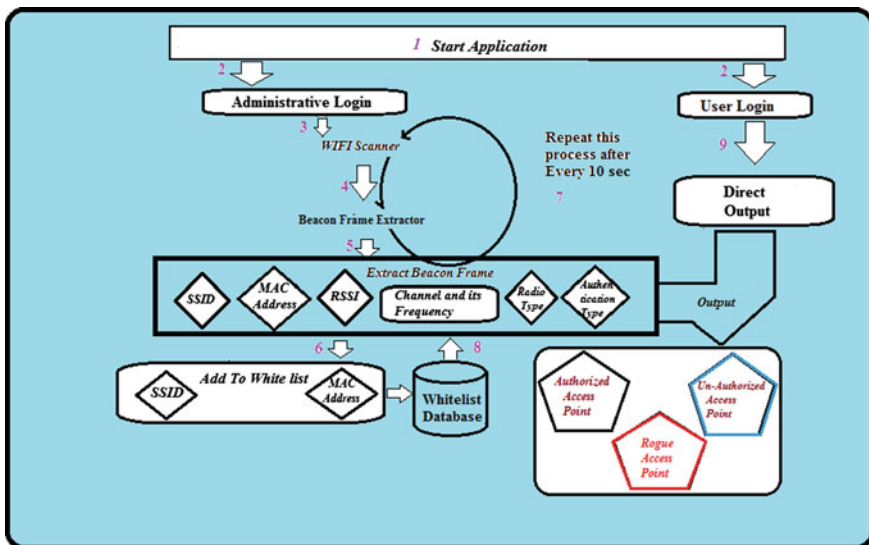 1 Start Application
2
2
Administrative Login
User Login
3
WIFI Scanner
9
Repeat this
process after
Every 10 sec
7
4
Beacon Frame Extractor
Direct
Output
5
Extract Beacon Frame
SSID
MAC
Address
RSSI
Channel and its
Frequency
Radio
Type
Authen
tication
Type
Output
6
8
Add To White list
SSID
MAC
Address
Whitelist
Database
Authorized
Access
Point
Un-Authorized
Access
Point
Rogue
Access
Point